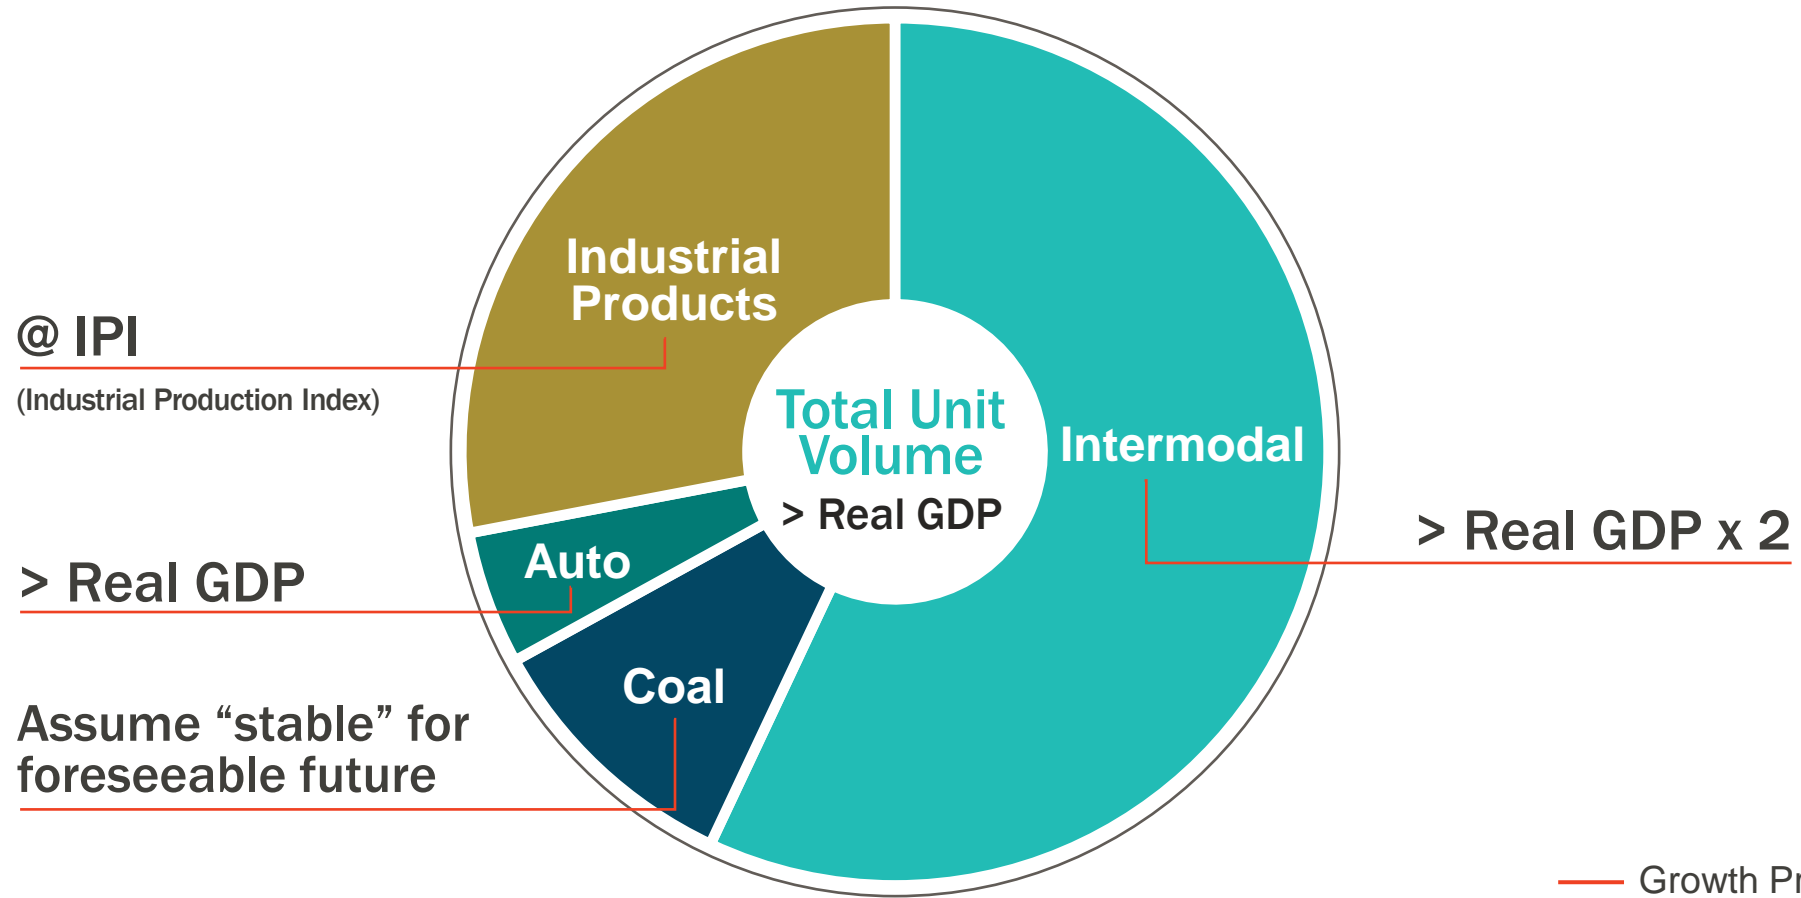 Industrial
Products
@ IPI
(Industrial Production Index)
Total Unit
Volume
> Real GDP
Intermodal
> Real GDP x 2
Auto
> Real GDP
Coal
Assume “stable” for
foreseeable future
Growth